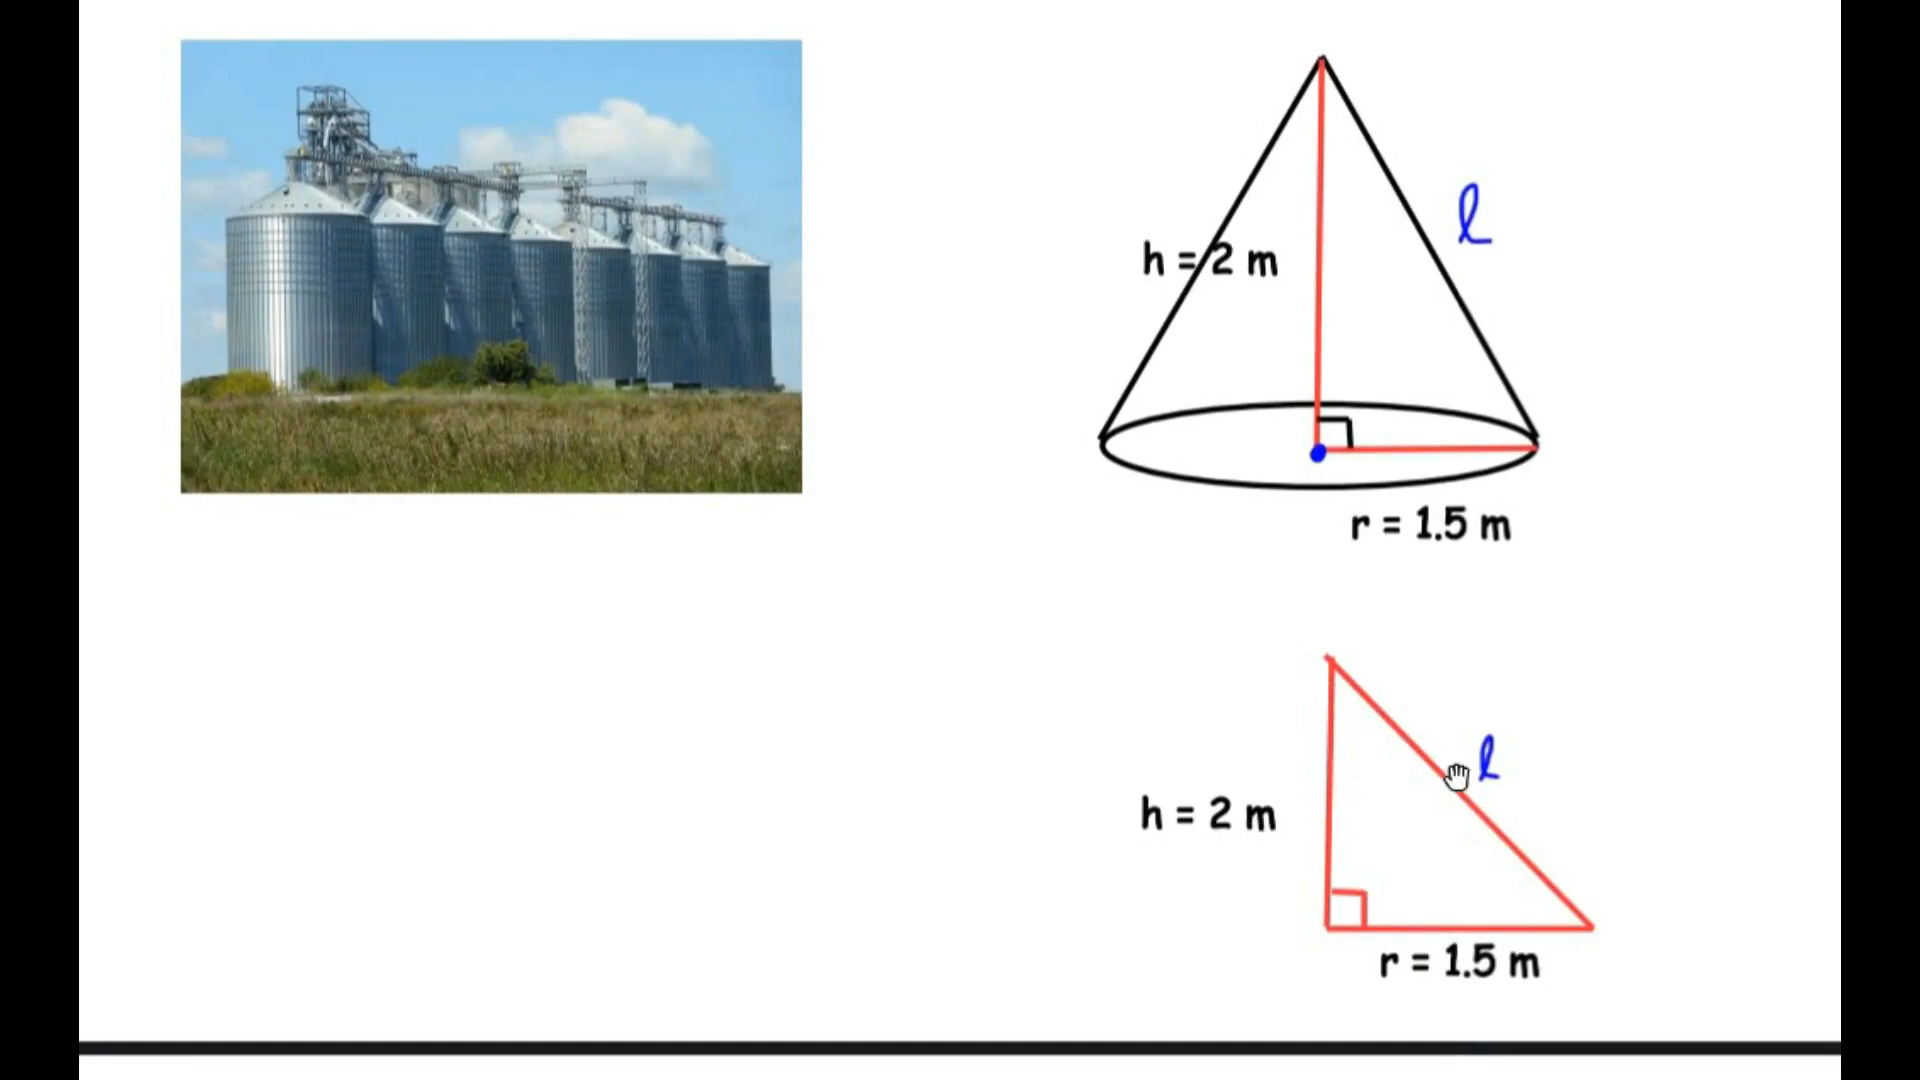 l
h = 2 m
r = 1.5 m
l
h = 2 m
r = 1.5 m